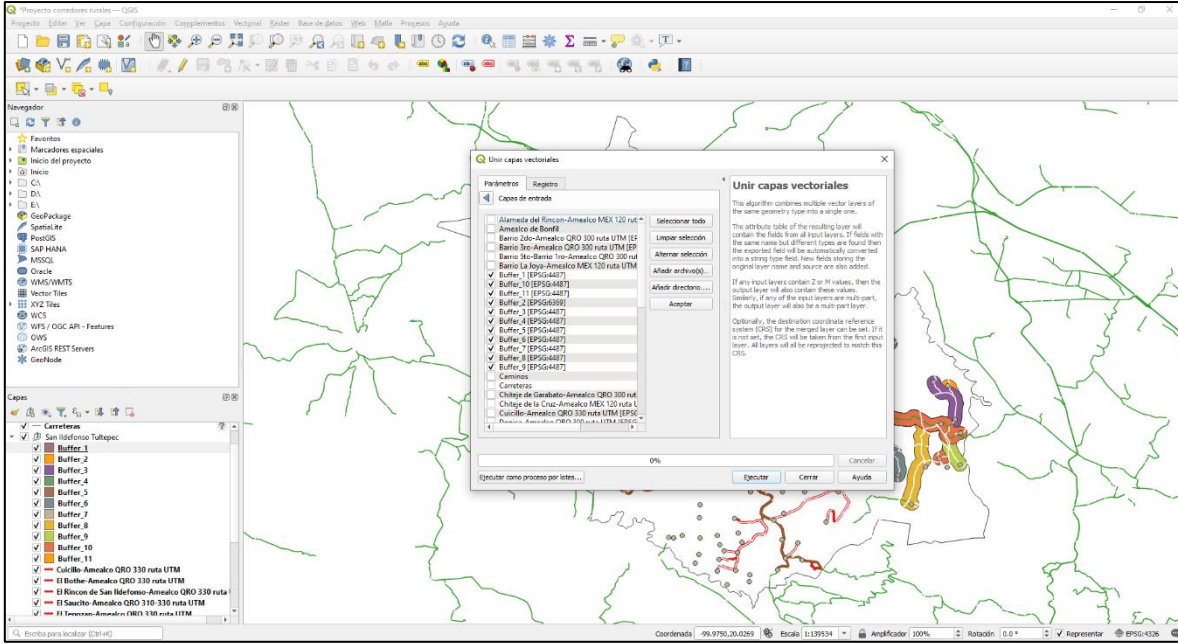 *Proyecto corredores rurales — QGIS
Proyecto Editar Ver Capa Configuración Complementos Vectorial Ráster Base de datos Web Malla Procesos Ayuda
Navegador
Favoritos
Marcadores espaciales
Inicio del proyecto
Inicio
C:\
D:\
E:\
GeoPackage
SpatiaLite
PostGIS
SAP HANA
MSSQL
Oracle
WMS/WMTS
Vector Tiles
XYZ Tiles
WCS
WFS / OGC API - Features
OWS
ArcGIS REST Servers
GeoNode
Capas
Carreteras
San Ildefonso Tultepec
Buffer_1
Buffer_2
Buffer_3
Buffer_4
Buffer_5
Buffer_6
Buffer_7
Buffer_8
Buffer_9
Buffer_10
Buffer_11
Cuicillo-Amealco QRO 330 ruta UTM
El Bothe-Amealco QRO 330 ruta UTM
El Rincon de San Ildefonso-Amealco QRO 330 ruta
El Saucito-Amealco QRO 310-330 ruta UTM
El Tepozan-Amealco QRO 330 ruta UTM
Unir capas vectoriales
Parámetros Registro
Capas de entrada
Alameda del Rincon-Amealco MEX 120 rut
Amealco de Bonfil
Barrio 2do-Amealco QRO 300 ruta UTM [EP
Barrio 3ro-Amealco QRO 300 ruta UTM [EP
Barrio 5to-Barrio 1ro-Amealco QRO 300 rut
Barrio La Joya-Amealco MEX 120 ruta UTM
Buffer_1 [EPSG:4487]
Buffer_10 [EPSG:4487]
Buffer_11 [EPSG:4487]
Buffer_2 [EPSG:6369]
Buffer_3 [EPSG:4487]
Buffer_4 [EPSG:4487]
Buffer_5 [EPSG:4487]
Buffer_6 [EPSG:4487]
Buffer_7 [EPSG:4487]
Buffer_8 [EPSG:4487]
Buffer_9 [EPSG:4487]
Caminos
Carreteras
Chiteje de Garabato-Amealco QRO 300 rut
Chiteje de la Cruz-Amealco MEX 120 ruta U
Cuicillo-Amealco QRO 330 ruta UTM [EPSG
Seleccionar todo
Limpiar selección
Alternar selección
Añadir archivo(s)...
Añadir directorio....
Aceptar
Unir capas vectoriales
This algorithm combines multiple vector layers of
the same geometry type into a single one.
The attribute table of the resulting layer will
contain the fields from all input layers. If fields with
the same name but different types are found then
the exported field will be automatically converted
into a string type field. New fields storing the
original layer name and source are also added.
If any input layers contain Z or M values, then the
output layer will also contain these values.
Similarly, if any of the input layers are multi-part,
the output layer will also be a multi-part layer.
Optionally, the destination coordinate reference
system (CRS) for the merged layer can be set. If it
is not set, the CRS will be taken from the first input
layer. All layers will all be reprojected to match this
CRS.
0%
Cancelar
Ejecutar como proceso por lotes...
Ejecutar Cerrar Ayuda
Escriba para localizar (Ctrl+K)
Coordenada -99.9750,20.0269 Escala 1:139534 Amplificador 100% Rotación 0.0 ° Representar EPSG:4326